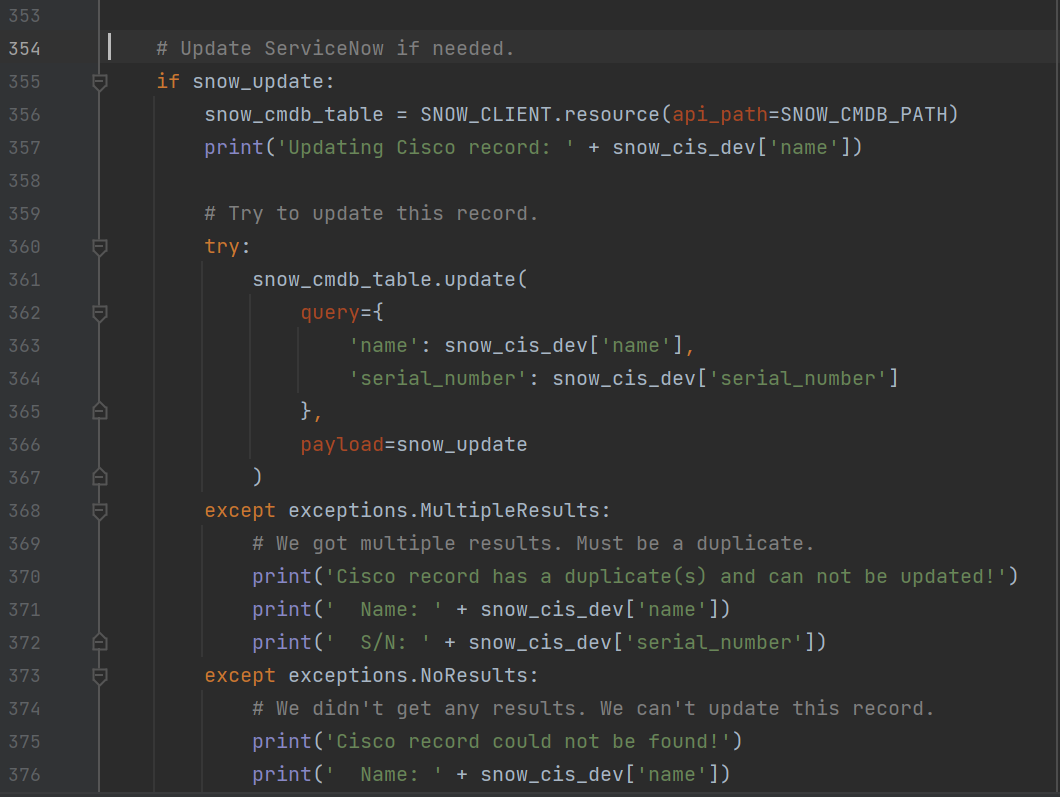 353
354     # Update ServiceNow if needed.
355     if snow_update:
356         snow_cmdb_table = SNOW_CLIENT.resource(api_path=SNOW_CMDB_PATH)
357         print('Updating Cisco record: ' + snow_cis_dev['name'])
358
359         # Try to update this record.
360         try:
361             snow_cmdb_table.update(
362                 query={
363                     'name': snow_cis_dev['name'],
364                     'serial_number': snow_cis_dev['serial_number']
365                 },
366                 payload=snow_update
367             )
368         except exceptions.MultipleResults:
369             # We got multiple results. Must be a duplicate.
370             print('Cisco record has a duplicate(s) and can not be updated!')
371             print('  Name: ' + snow_cis_dev['name'])
372             print('  S/N: ' + snow_cis_dev['serial_number'])
373         except exceptions.NoResults:
374             # We didn't get any results. We can't update this record.
375             print('Cisco record could not be found!')
376             print('  Name: ' + snow_cis_dev['name'])